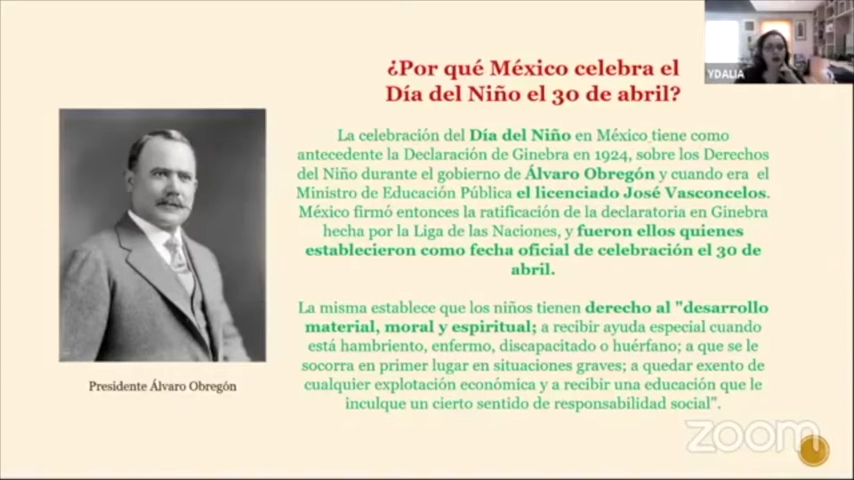 ¿Por qué México celebra el
Día del Niño el 30 de abril?
YDALIA
La celebración del Día del Niño en México tiene como
antecedente la Declaración de Ginebra en 1924, sobre los Derechos
del Niño durante el gobierno de Álvaro Obregón y cuando era el
Ministro de Educación Pública el licenciado José Vasconcelos.
México firmó entonces la ratificación de la declaratoria en Ginebra
hecha por la Liga de las Naciones, y fueron ellos quienes
establecieron como fecha oficial de celebración el 30 de
abril.
La misma establece que los niños tienen derecho al "desarrollo
material, moral y espiritual; a recibir ayuda especial cuando
está hambriento, enfermo, discapacitado o huérfano; a que se le
socorra en primer lugar en situaciones graves; a quedar exento de
cualquier explotación económica y a recibir una educación que le
inculque un cierto sentido de responsabilidad social".
Presidente Álvaro Obregón
zoom